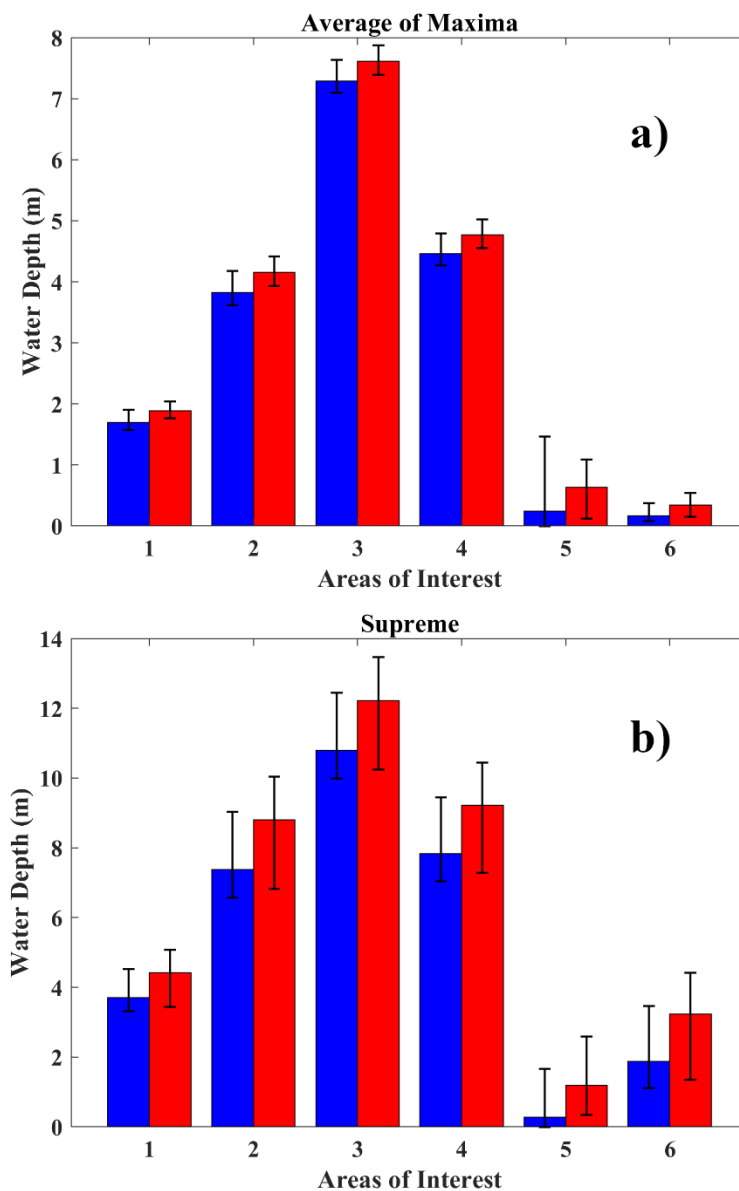 Average of Maxima
8
7
6
5
4
3
2
1
0
Water Depth (m)
a)
1 2 3 4 5 6
Areas of Interest
Supreme
14
12
10
8
6
4
2
0
Water Depth (m)
b)
1 2 3 4 5 6
Areas of Interest